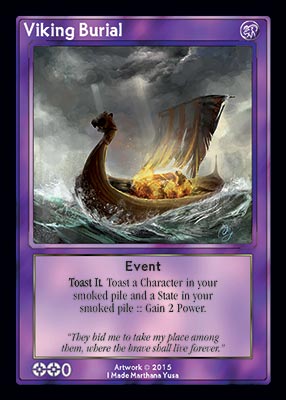 Viking Burial
Event
Toast It. Toast a Character in your
smoked pile and a State in your
smoked pile :: Gain 2 Power.
"They bid me to take my place among
them, where the brave shall live forever."
0
Artwork © 2015
I Made Marthana Yusa